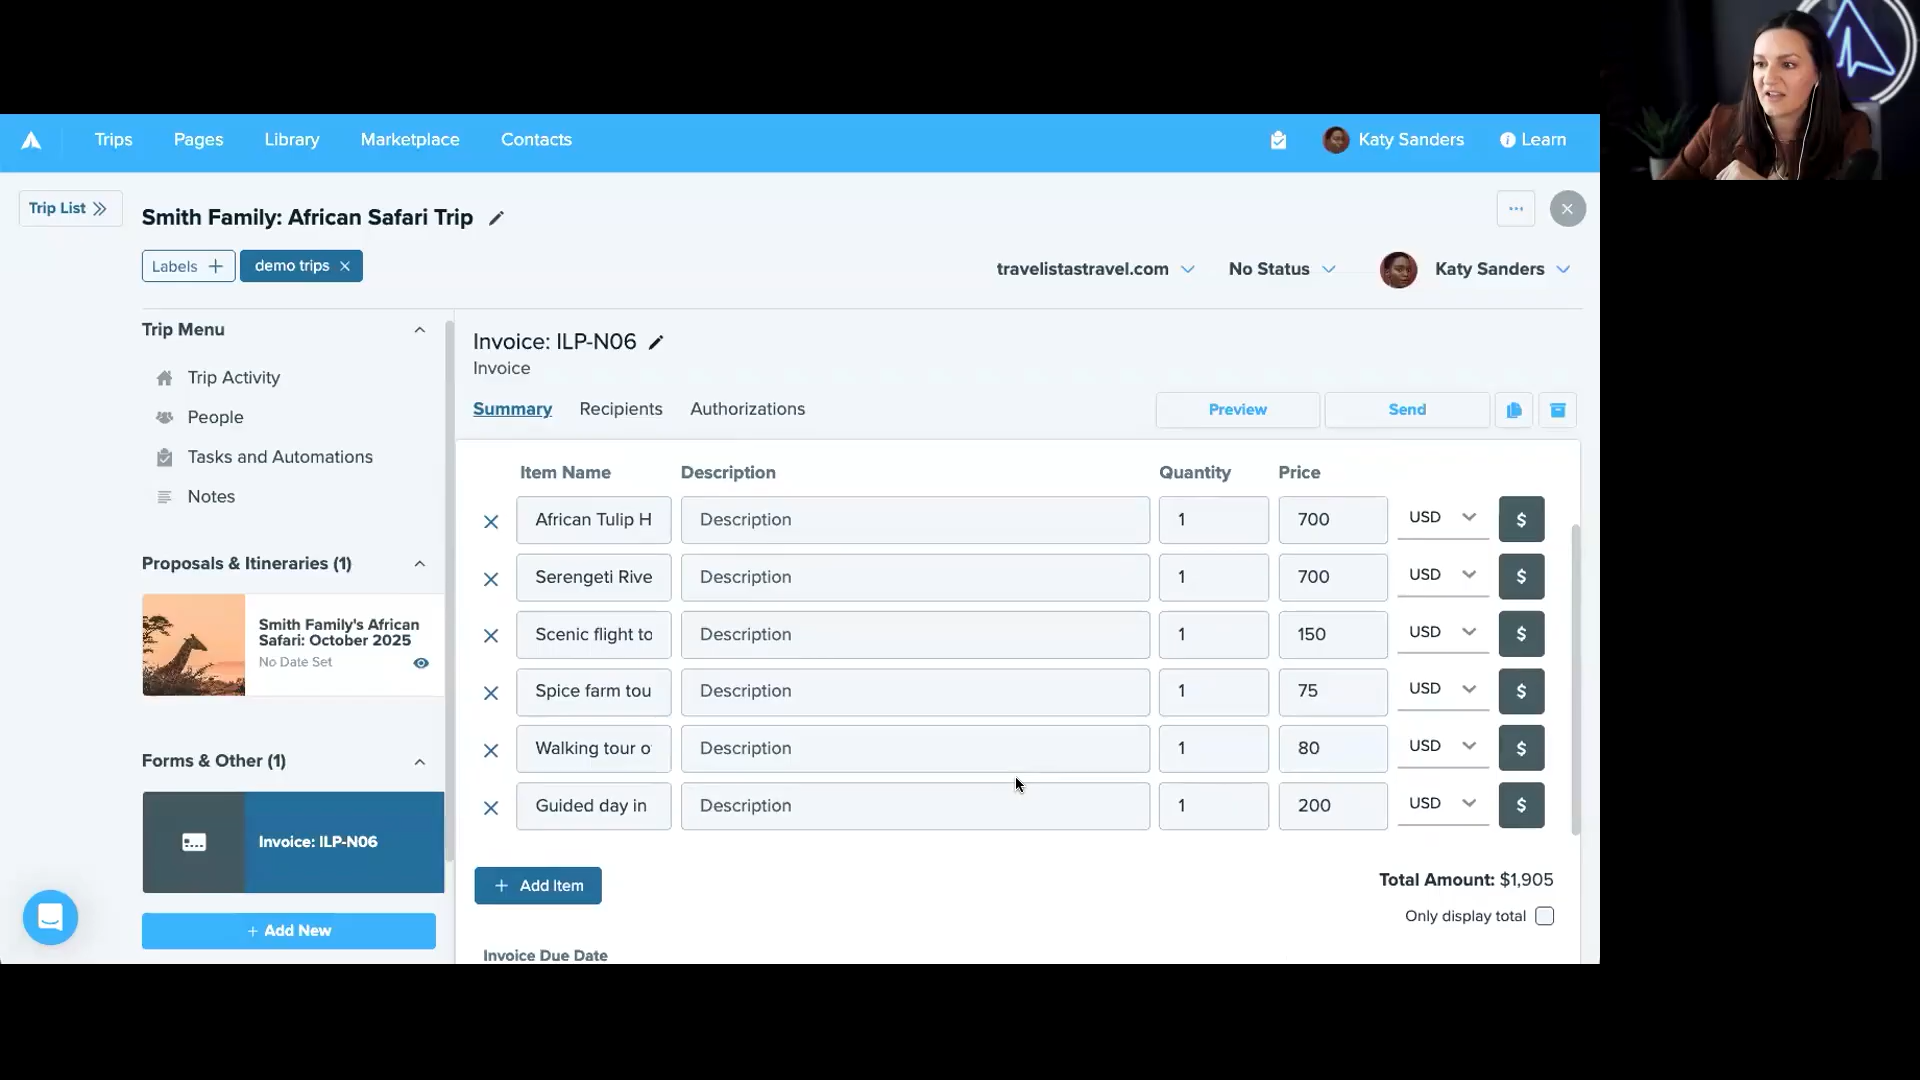 Trips Pages Library Marketplace Contacts Katy Sanders Learn
Trip List
Smith Family: African Safari Trip
Labels
demo trips
travelistastravel.com No Status Katy Sanders
Trip Menu
Trip Activity
People
Tasks and Automations
Notes
Proposals & Itineraries (1)
Smith Family's African
Safari: October 2025
No Date Set
Forms & Other (1)
Invoice: ILP-N06
+ Add New
Invoice: ILP-N06
Invoice
Summary Recipients Authorizations Preview Send
Item Name Description Quantity Price
African Tulip H Description 1 700 USD $
Serengeti Rive Description 1 700 USD $
Scenic flight to Description 1 150 USD $
Spice farm tou Description 1 75 USD $
Walking tour o Description 1 80 USD $
Guided day in Description 1 200 USD $
+ Add Item
Total Amount: $1,905
Only display total
Invoice Due Date